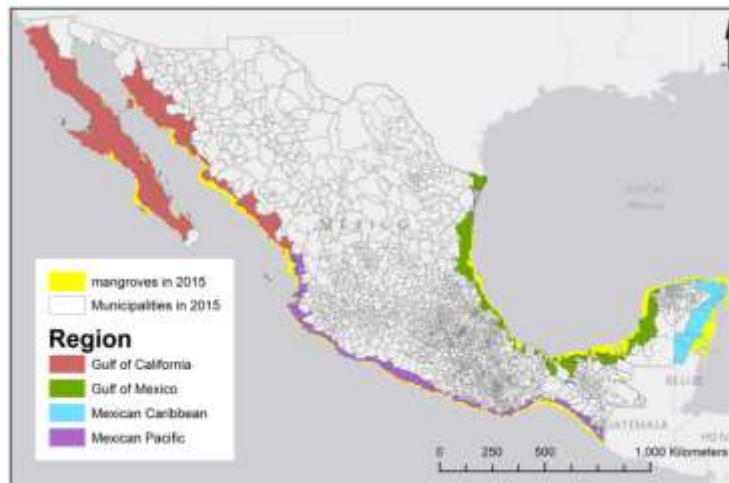 MÉXICO
mangroves in 2015
Municipalities in 2015
Region
Gulf of California
Gulf of Mexico
Mexican Caribbean
Mexican Pacific
GUATEMALA
0 250 500 1,000 Kilometers